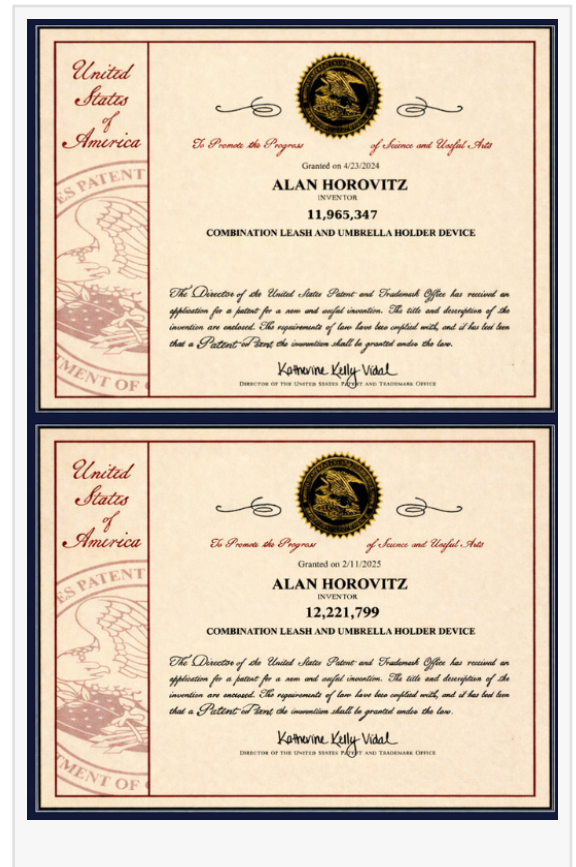 United
States
of
America
ES PATENT
TMENT OF
To Promote the Progress of Science and Useful Arts
Granted on 4/23/2024
ALAN HOROVITZ
INVENTOR
11,965,347
COMBINATION LEASH AND UMBRELLA HOLDER DEVICE
The Director of the United States Patent and Trademark Office has received an
application for a patent for a new and useful invention. The title and description of the
invention are enclosed. The requirements of law have been complied with, and it has
that a Patent the invention shall be granted under the law.
Katherine Kelly Vidal
DIRECTOR OF THE UNITED STATES PATENT AND TRADEMARK OFFICE
United
States
of
America
ES PATENT
TMENT OF
To Promote the Progress of Science and Useful Arts
Granted on 2/11/2025
ALAN HOROVITZ
INVENTOR
12,221,799
COMBINATION LEASH AND UMBRELLA HOLDER DEVICE
The Director of the United States Patent and Trademark Office has received an
application for a patent for a new and useful invention. The title and description of the
invention are enclosed. The requirements of law have been complied with, and it has
that a Patent the invention shall be granted under the law.
Katherine Kelly Vidal
DIRECTOR OF THE UNITED STATES PATENT AND TRADEMARK OFFICE